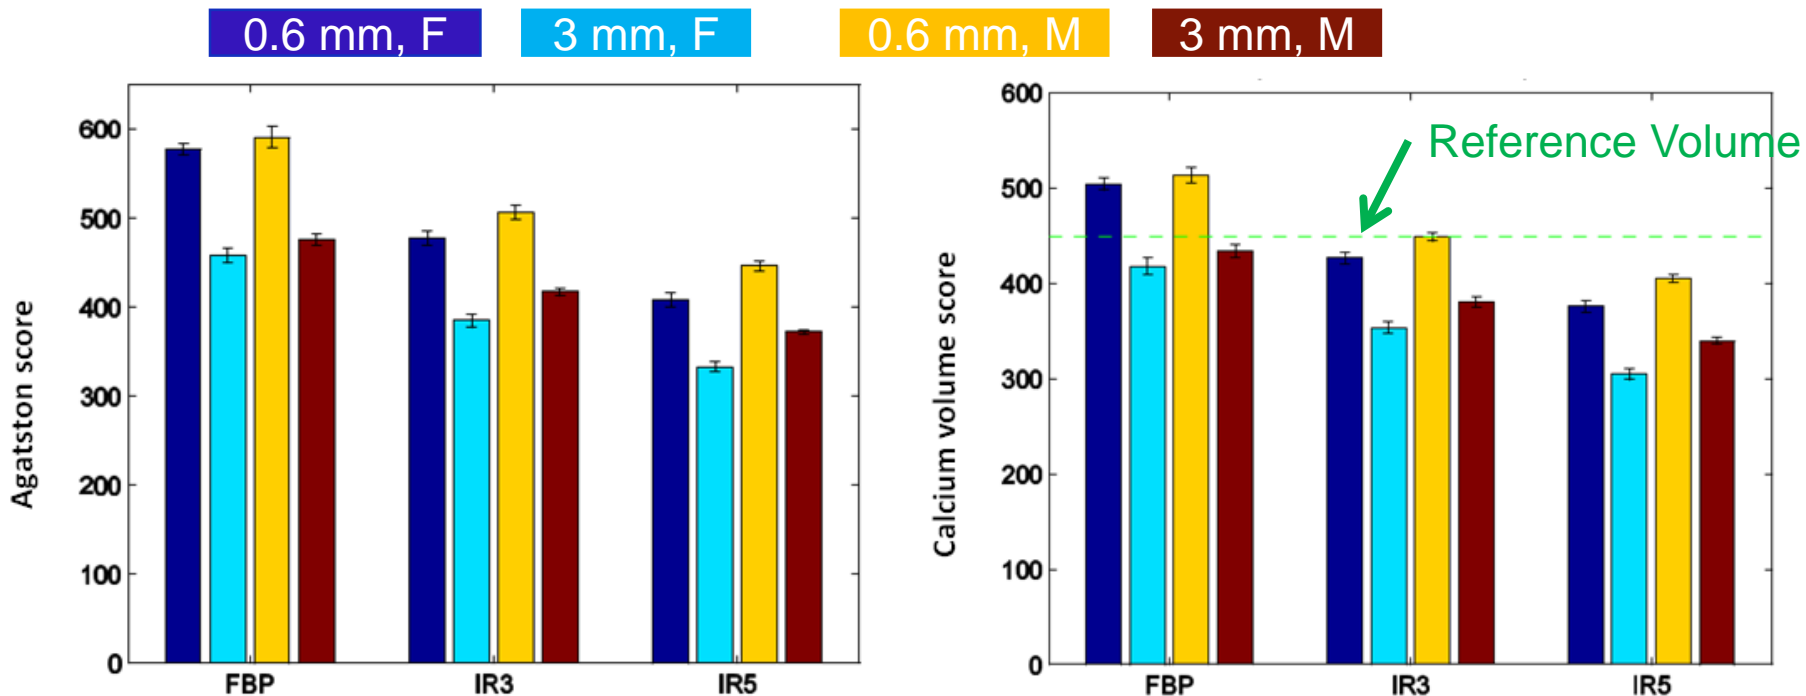 0.6 mm, F
3 mm, F
0.6 mm, M
3 mm, M
Agatston score
600
500
400
300
200
100
0
FBP
IR3
IR5
Calcium volume score
600
500
400
300
200
100
0
Reference Volume
FBP
IR3
IR5